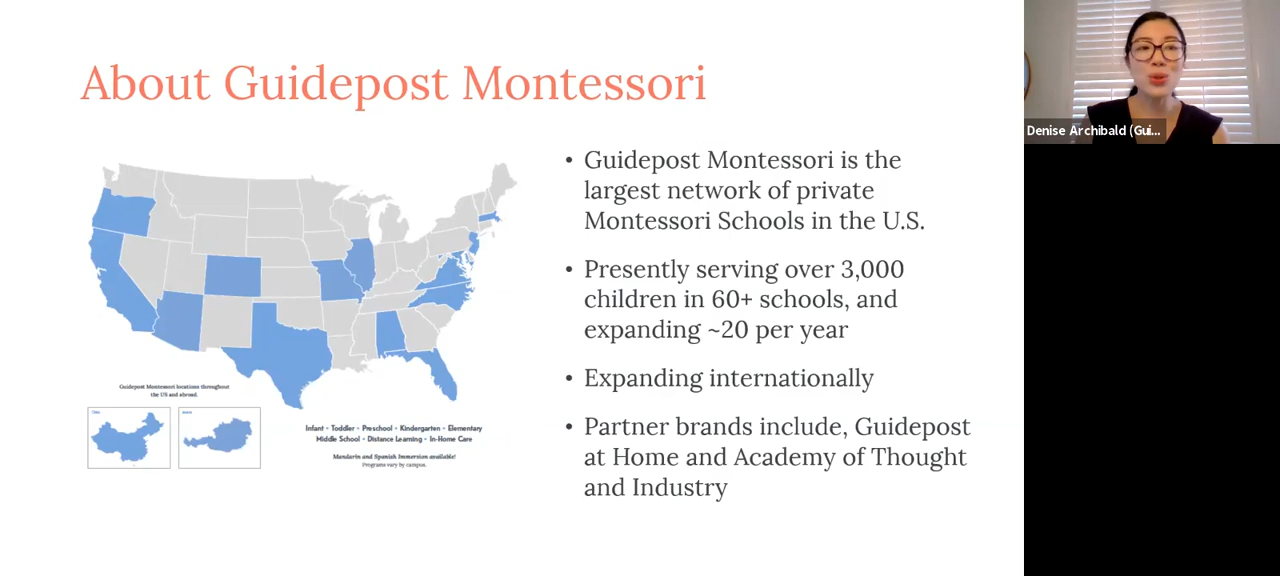 About Guidepost Montessori
• Guidepost Montessori is the
largest network of private
Montessori Schools in the U.S.
• Presently serving over 3,000
children in 60+ schools, and
expanding ~20 per year
• Expanding internationally
• Partner brands include, Guidepost
at Home and Academy of Thought
and Industry
Guidepost Montessori locations throughout
the US and abroad.
Infant • Toddler • Preschool • Kindergarten • Elementary
Middle School • Distance Learning • In-Home Care
Mandarin and Spanish Immersion available!
Programs vary by campus.
Denise Archibald (Gui...